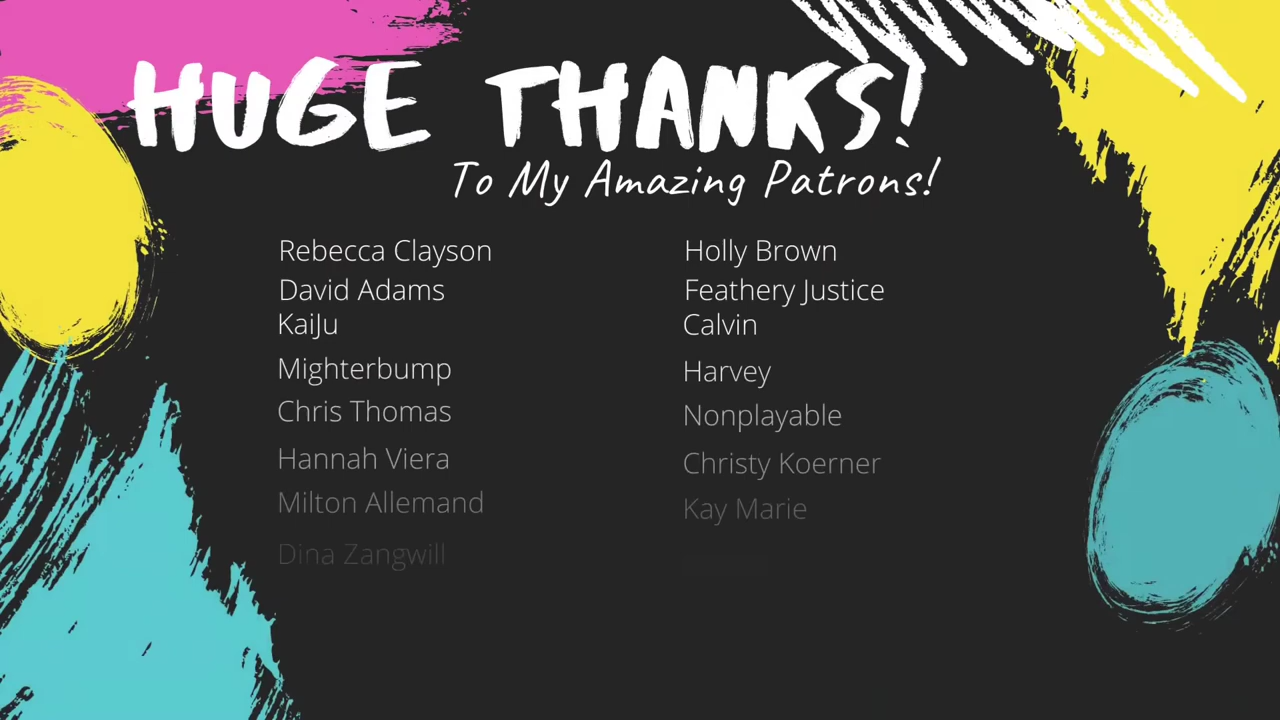 HUGE THANKS!
To My Amazing Patrons!
Rebecca Clayson
David Adams
KaiJu
Mighterbump
Chris Thomas
Hannah Viera
Milton Allemand
Dina Zangwill
Holly Brown
Feathery Justice
Calvin
Harvey
Nonplayable
Christy Koerner
Kay Marie